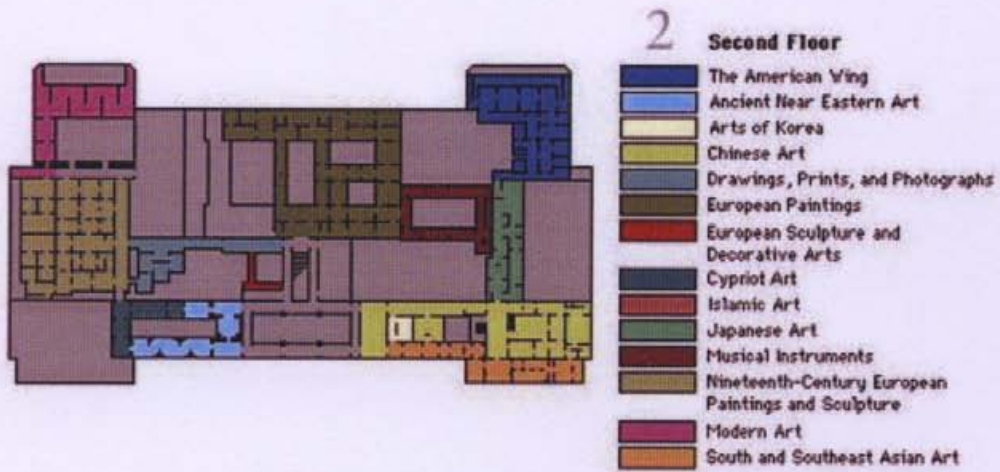 2 Second Floor
The American Wing
Ancient Near Eastern Art
Arts of Korea
Chinese Art
Drawings, Prints, and Photographs
European Paintings
European Sculpture and
Decorative Arts
Cypriot Art
Islamic Art
Japanese Art
Musical Instruments
Nineteenth-Century European
Paintings and Sculpture
Modern Art
South and Southeast Asian Art